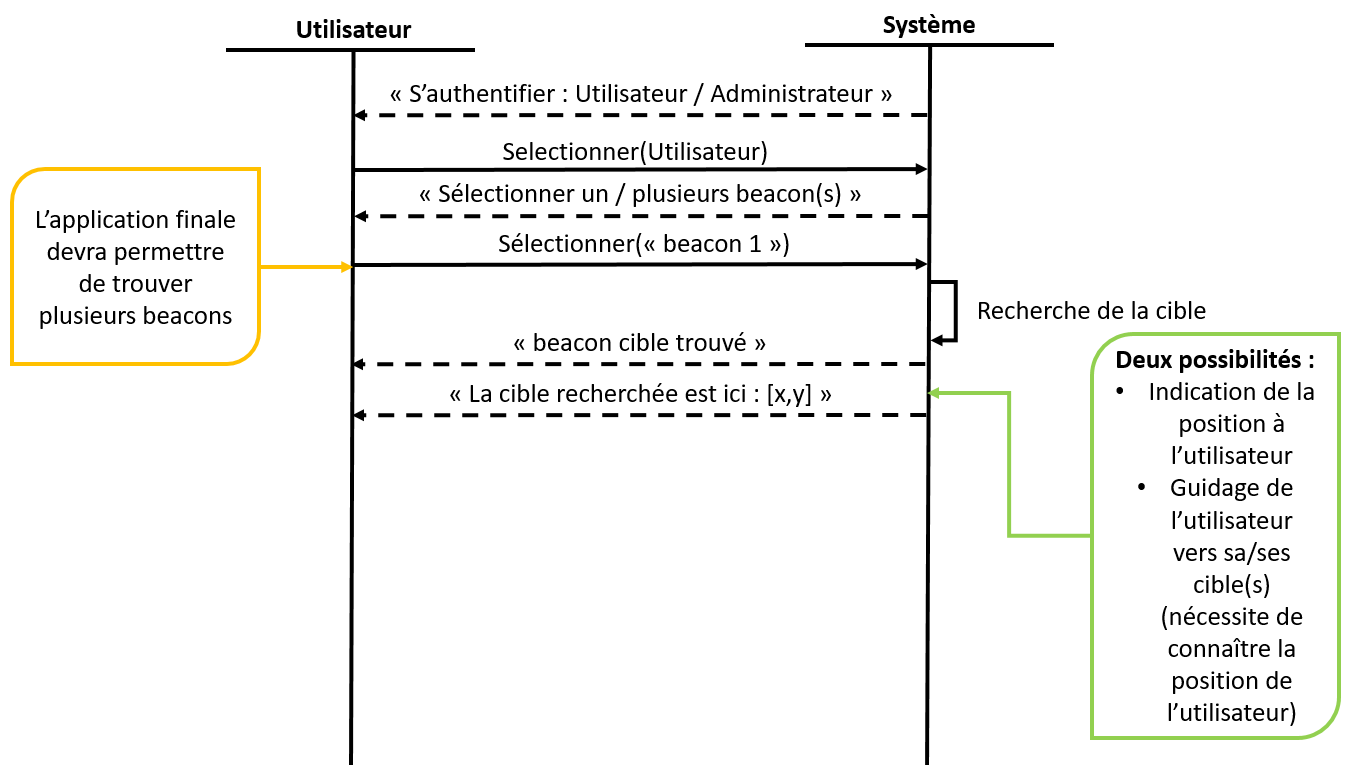 Utilisateur
Système
« S’authentifier : Utilisateur / Administrateur »
Selectionner(Utilisateur)
« Sélectionner un / plusieurs beacon(s) »
Sélectionner(« beacon 1 »)
L’application finale
devra permettre
de trouver
plusieurs beacons
Recherche de la cible
« beacon cible trouvé »
« La cible recherchée est ici : [x,y] »
Deux possibilités :
• Indication de la
position à
l’utilisateur
• Guidage de
l’utilisateur
vers sa/ses
cible(s)
(nécessite de
connaître la
position de
l’utilisateur)